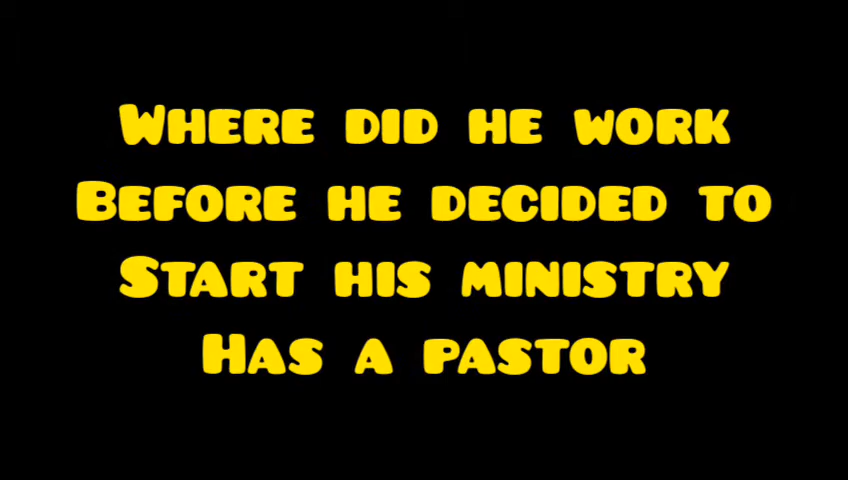 Where did he work
Before he decided to
Start his ministry
Has a pastor